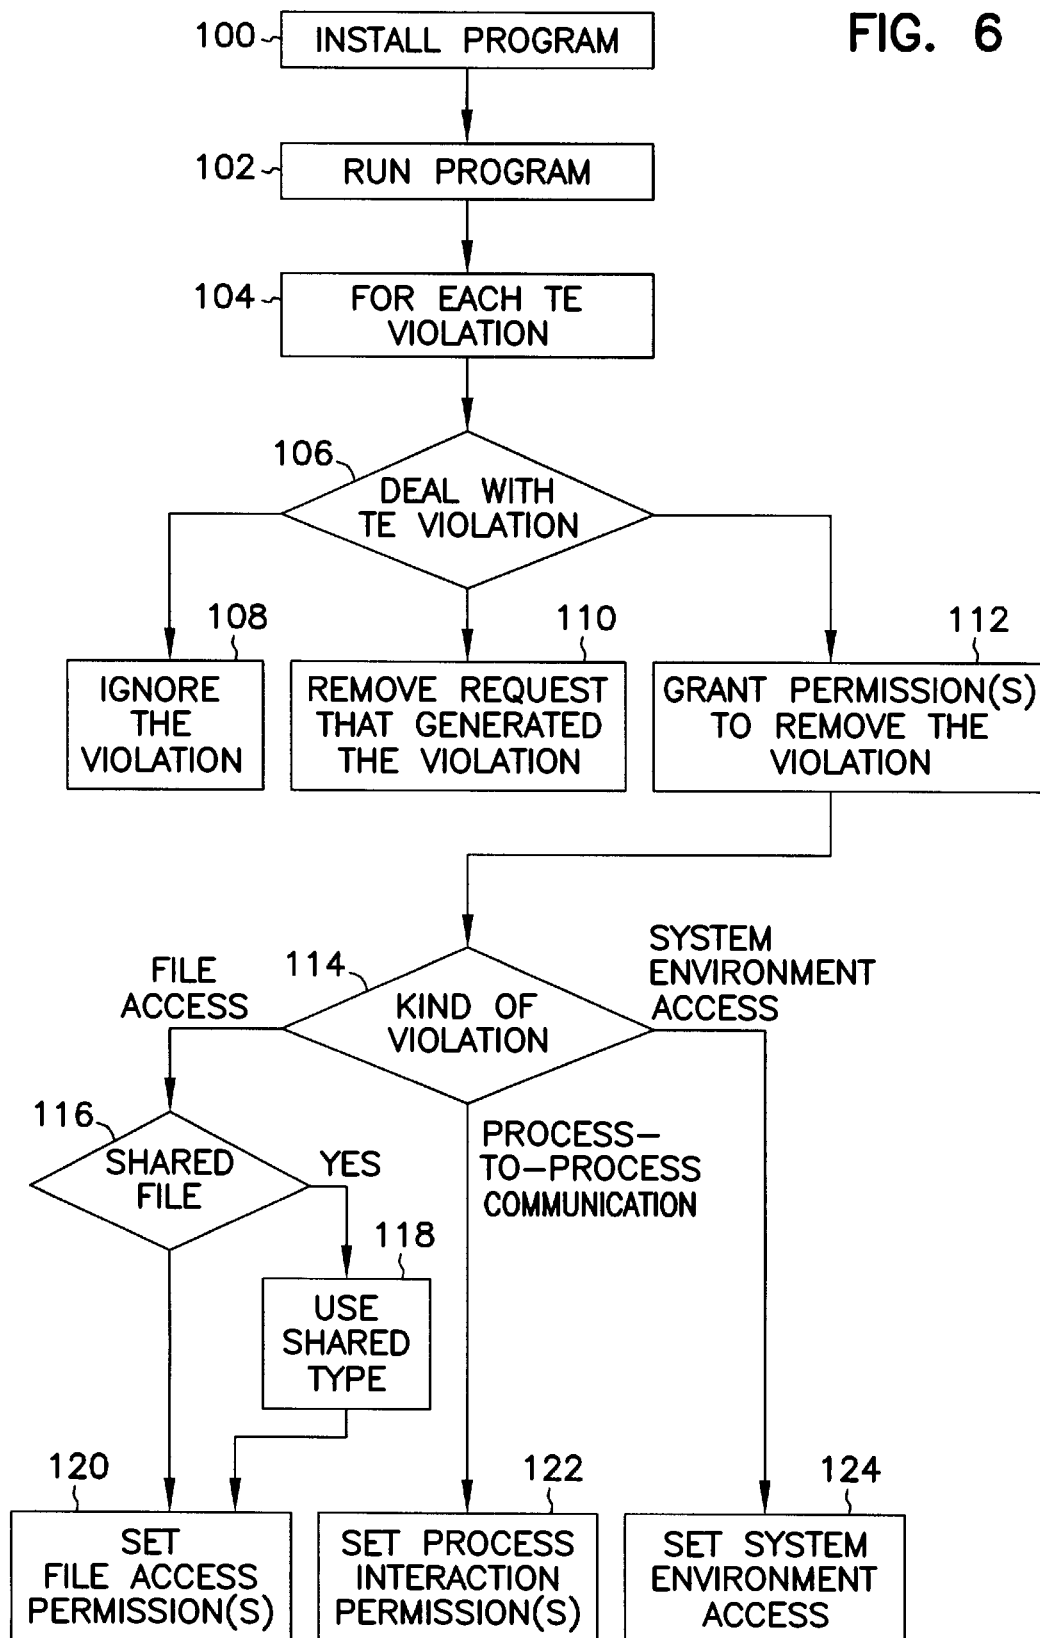 FIG. 6
100
INSTALL PROGRAM
102
RUN PROGRAM
104
FOR EACH TE
VIOLATION
106
DEAL WITH
TE VIOLATION
108
IGNORE
THE
VIOLATION
110
REMOVE REQUEST
THAT GENERATED
THE VIOLATION
112
GRANT PERMISSION(S)
TO REMOVE THE
VIOLATION
114
KIND OF
VIOLATION
FILE
ACCESS
SYSTEM
ENVIRONMENT
ACCESS
PROCESS-
TO-PROCESS
COMMUNICATION
116
SHARED
FILE
YES
118
USE
SHARED
TYPE
120
SET
FILE ACCESS
PERMISSION(S)
122
SET PROCESS
INTERACTION
PERMISSION(S)
124
SET SYSTEM
ENVIRONMENT
ACCESS